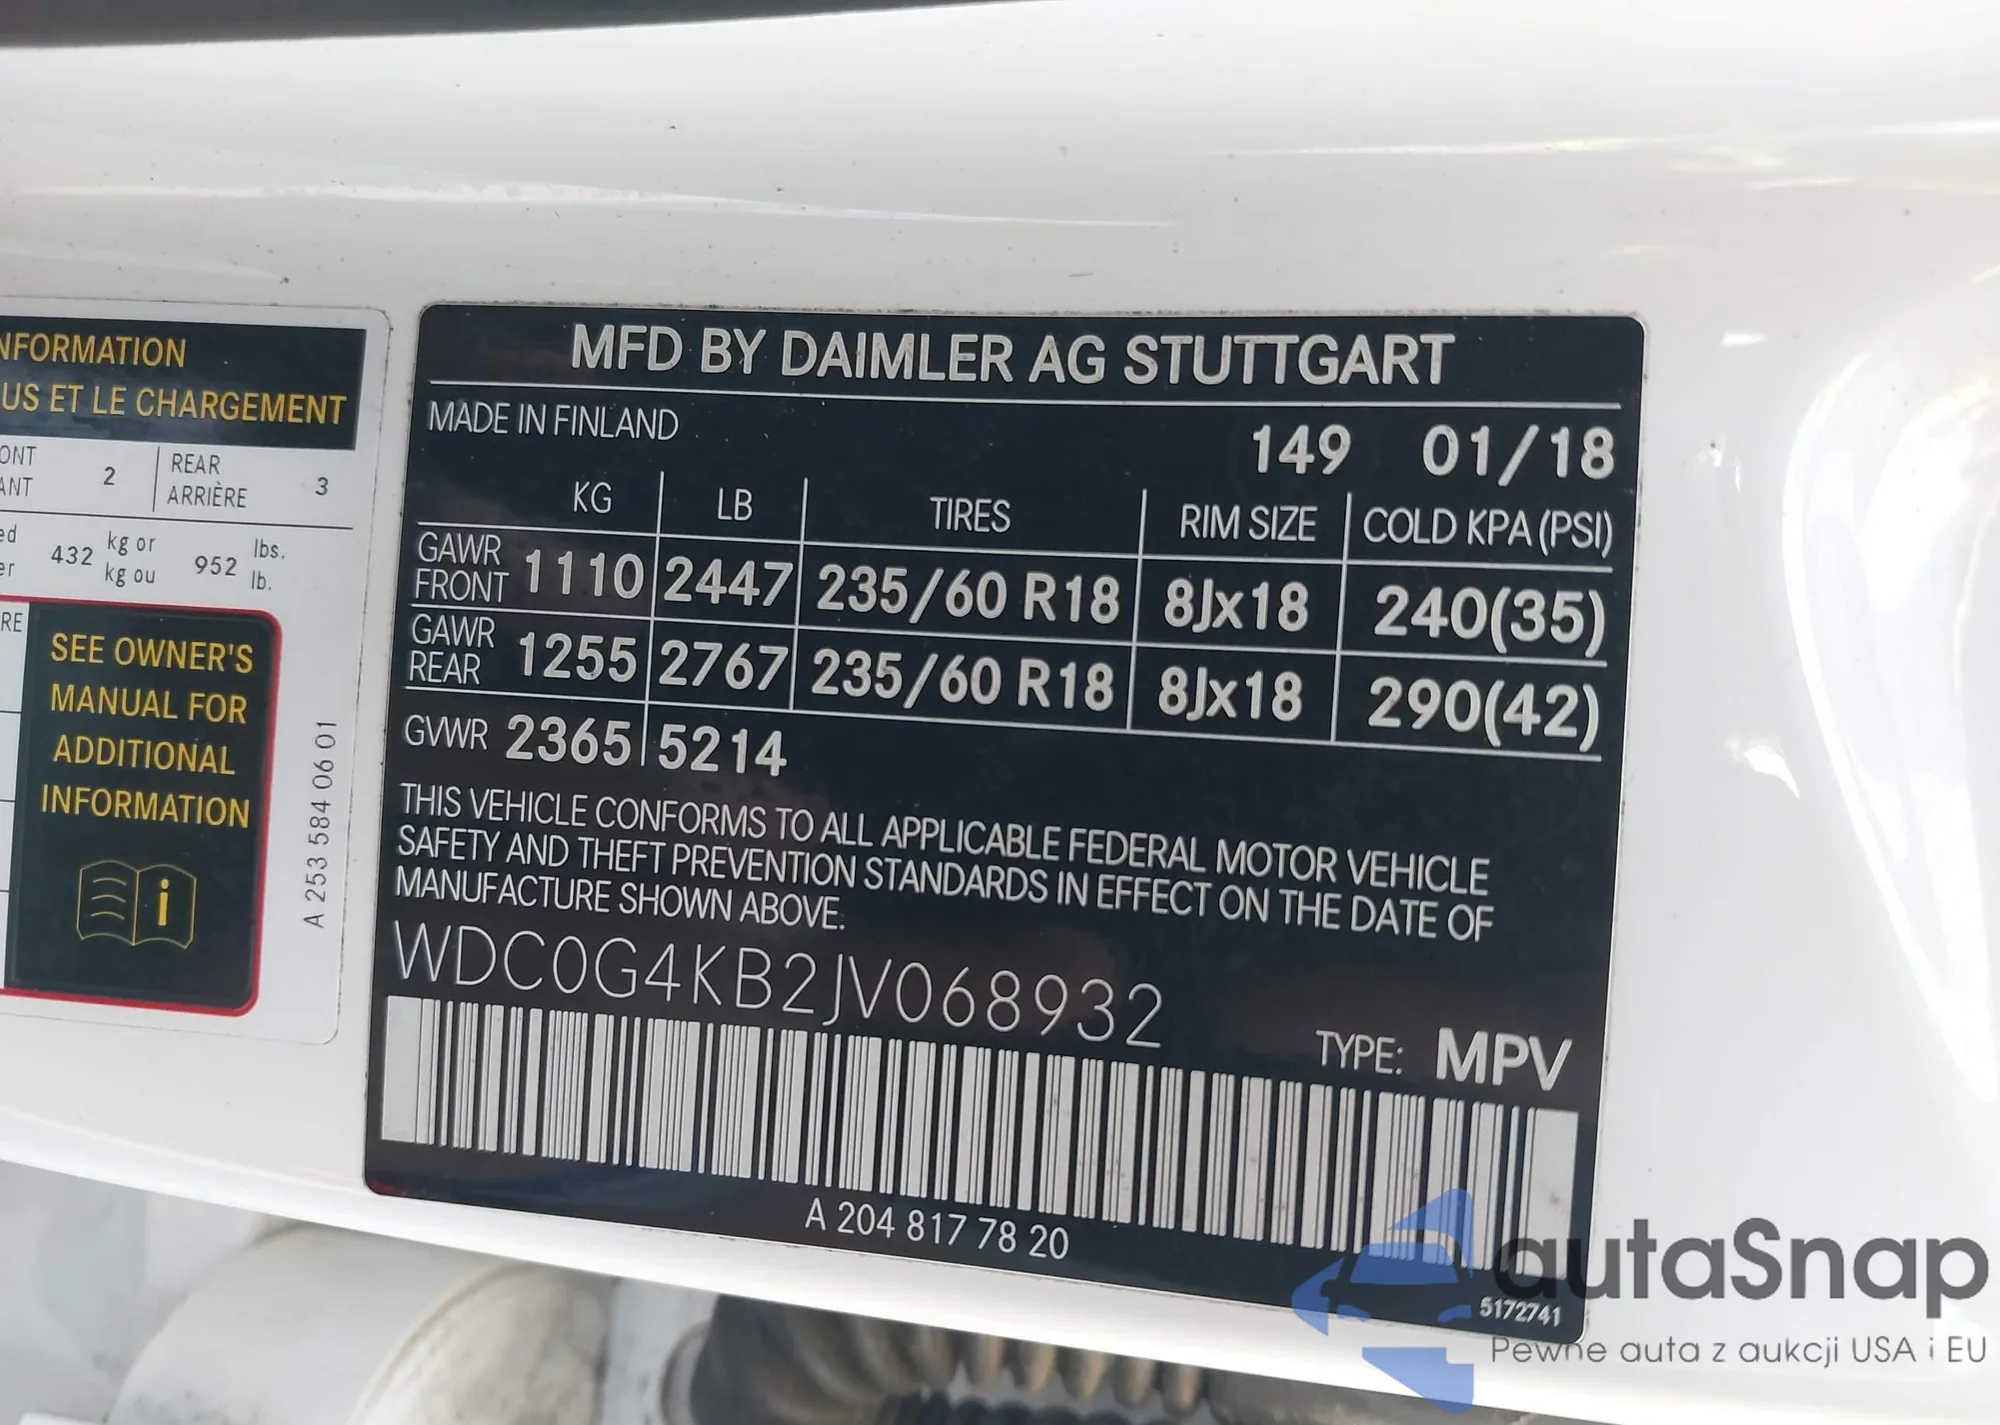 NFORMATION
US ET LE CHARGEMENT
ONT
ANT
2
REAR
ARRIÈRE
3
ed
er
432
kg or
kg ou
952
lbs.
lb.
RE
SEE OWNER'S
MANUAL FOR
ADDITIONAL
INFORMATION
i
A 253 584 06 01
MFD BY DAIMLER AG STUTTGART
MADE IN FINLAND
149 01/18
KG LB TIRES RIM SIZE COLD KPA (PSI)
GAWR
FRONT 1110 2447 235/60 R18 8Jx18 240(35)
GAWR
REAR 1255 2767 235/60 R18 8Jx18 290(42)
GVWR 2365 5214
THIS VEHICLE CONFORMS TO ALL APPLICABLE FEDERAL MOTOR VEHICLE
SAFETY AND THEFT PREVENTION STANDARDS IN EFFECT ON THE DATE OF
MANUFACTURE SHOWN ABOVE.
WDC0G4KB2JV068932
TYPE: MPV
A 204 817 78 20
5172741
autaSnap
Pewne auta z aukcji USA i EU